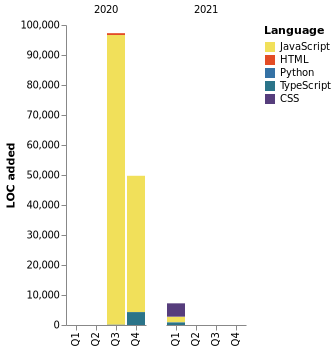 2020 2021
Language
JavaScript
HTML
Python
TypeScript
CSS
LOC added
100,000
90,000
80,000
70,000
60,000
50,000
40,000
30,000
20,000
10,000
0
Q1 Q2 Q3 Q4 Q1 Q2 Q3 Q4